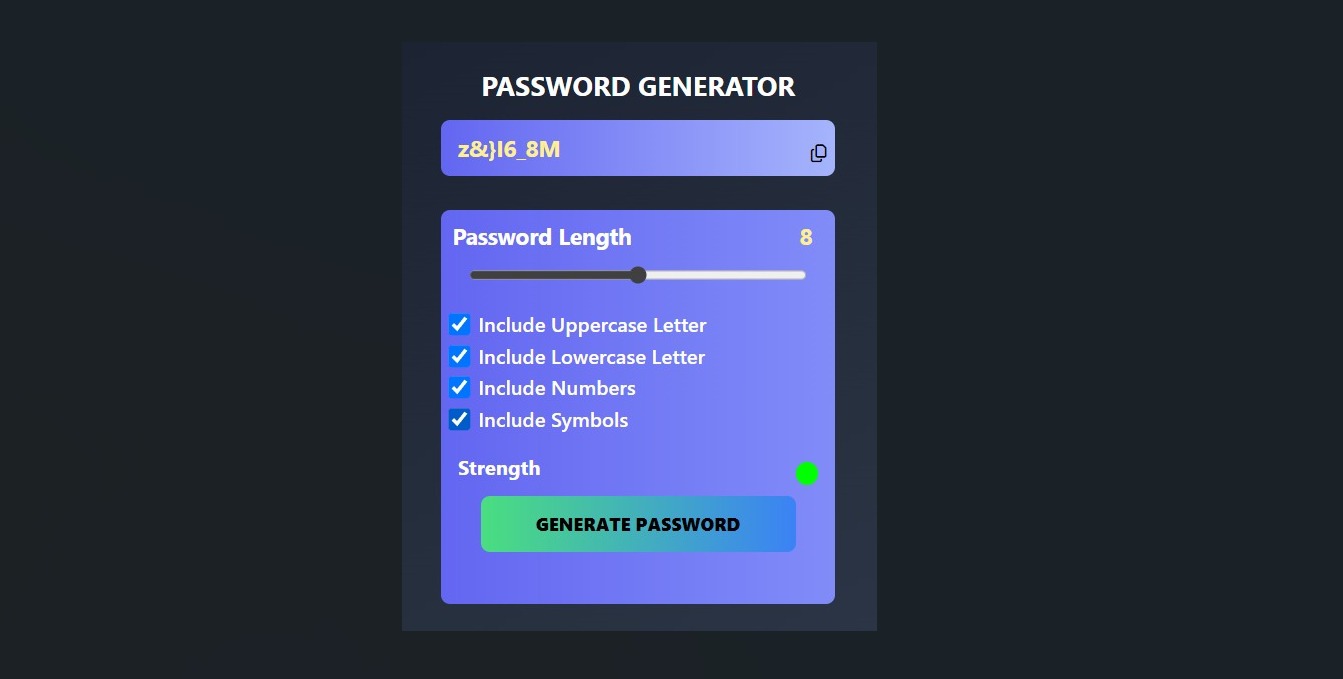 PASSWORD GENERATOR
z&}I6_8M
Password Length 8
Include Uppercase Letter
Include Lowercase Letter
Include Numbers
Include Symbols
Strength
GENERATE PASSWORD